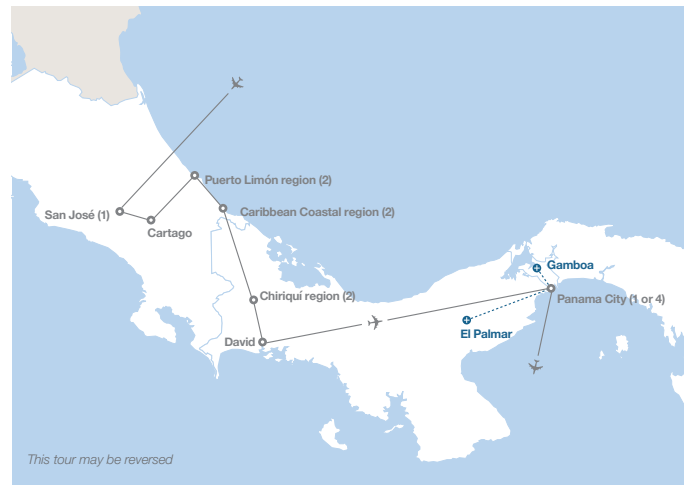 Puerto Limón region (2)
San José (1)
Caribbean Coastal region (2)
Cartago
Gamboa
Chiriquí region (2)
Panama City (1 or 4)
El Palmar
David
This tour may be reversed